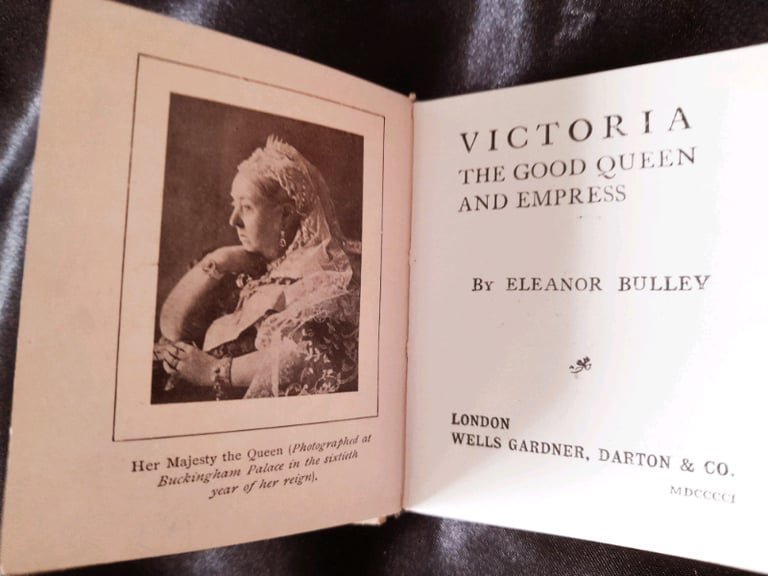 Her Majesty the Queen (Photographed at
Buckingham Palace in the sixtieth
year of her reign).
VICTORIA
THE GOOD QUEEN
AND EMPRESS
By ELEANOR BULLEY
LONDON
WELLS GARDNER, DARTON & CO.
MDCCCCI